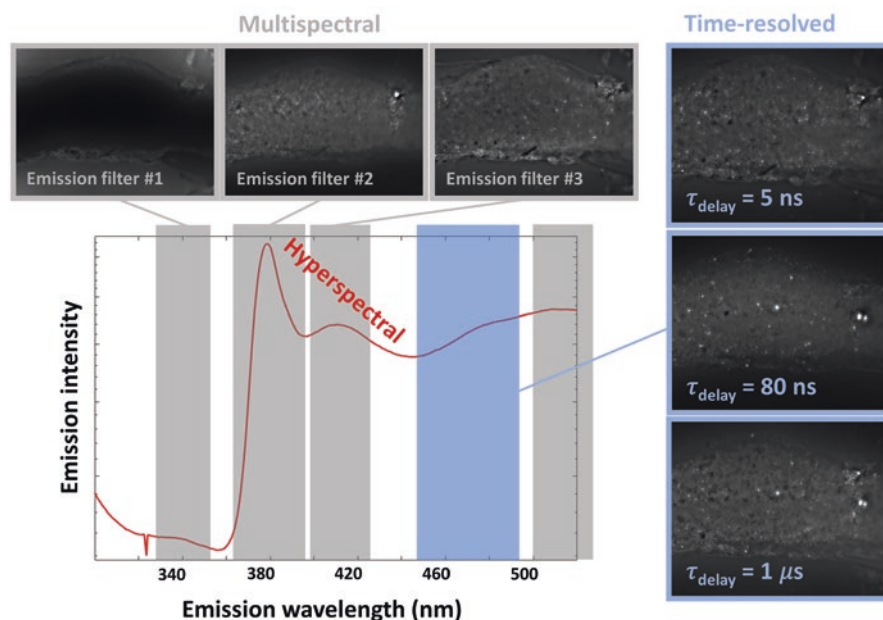 Multispectral
Time-resolved
Emission filter #1
Emission filter #2
Emission filter #3
τdelay = 5 ns
τdelay = 80 ns
τdelay = 1 μs
Hyperspectral
Emission intensity
340 380 420 460 500
Emission wavelength (nm)